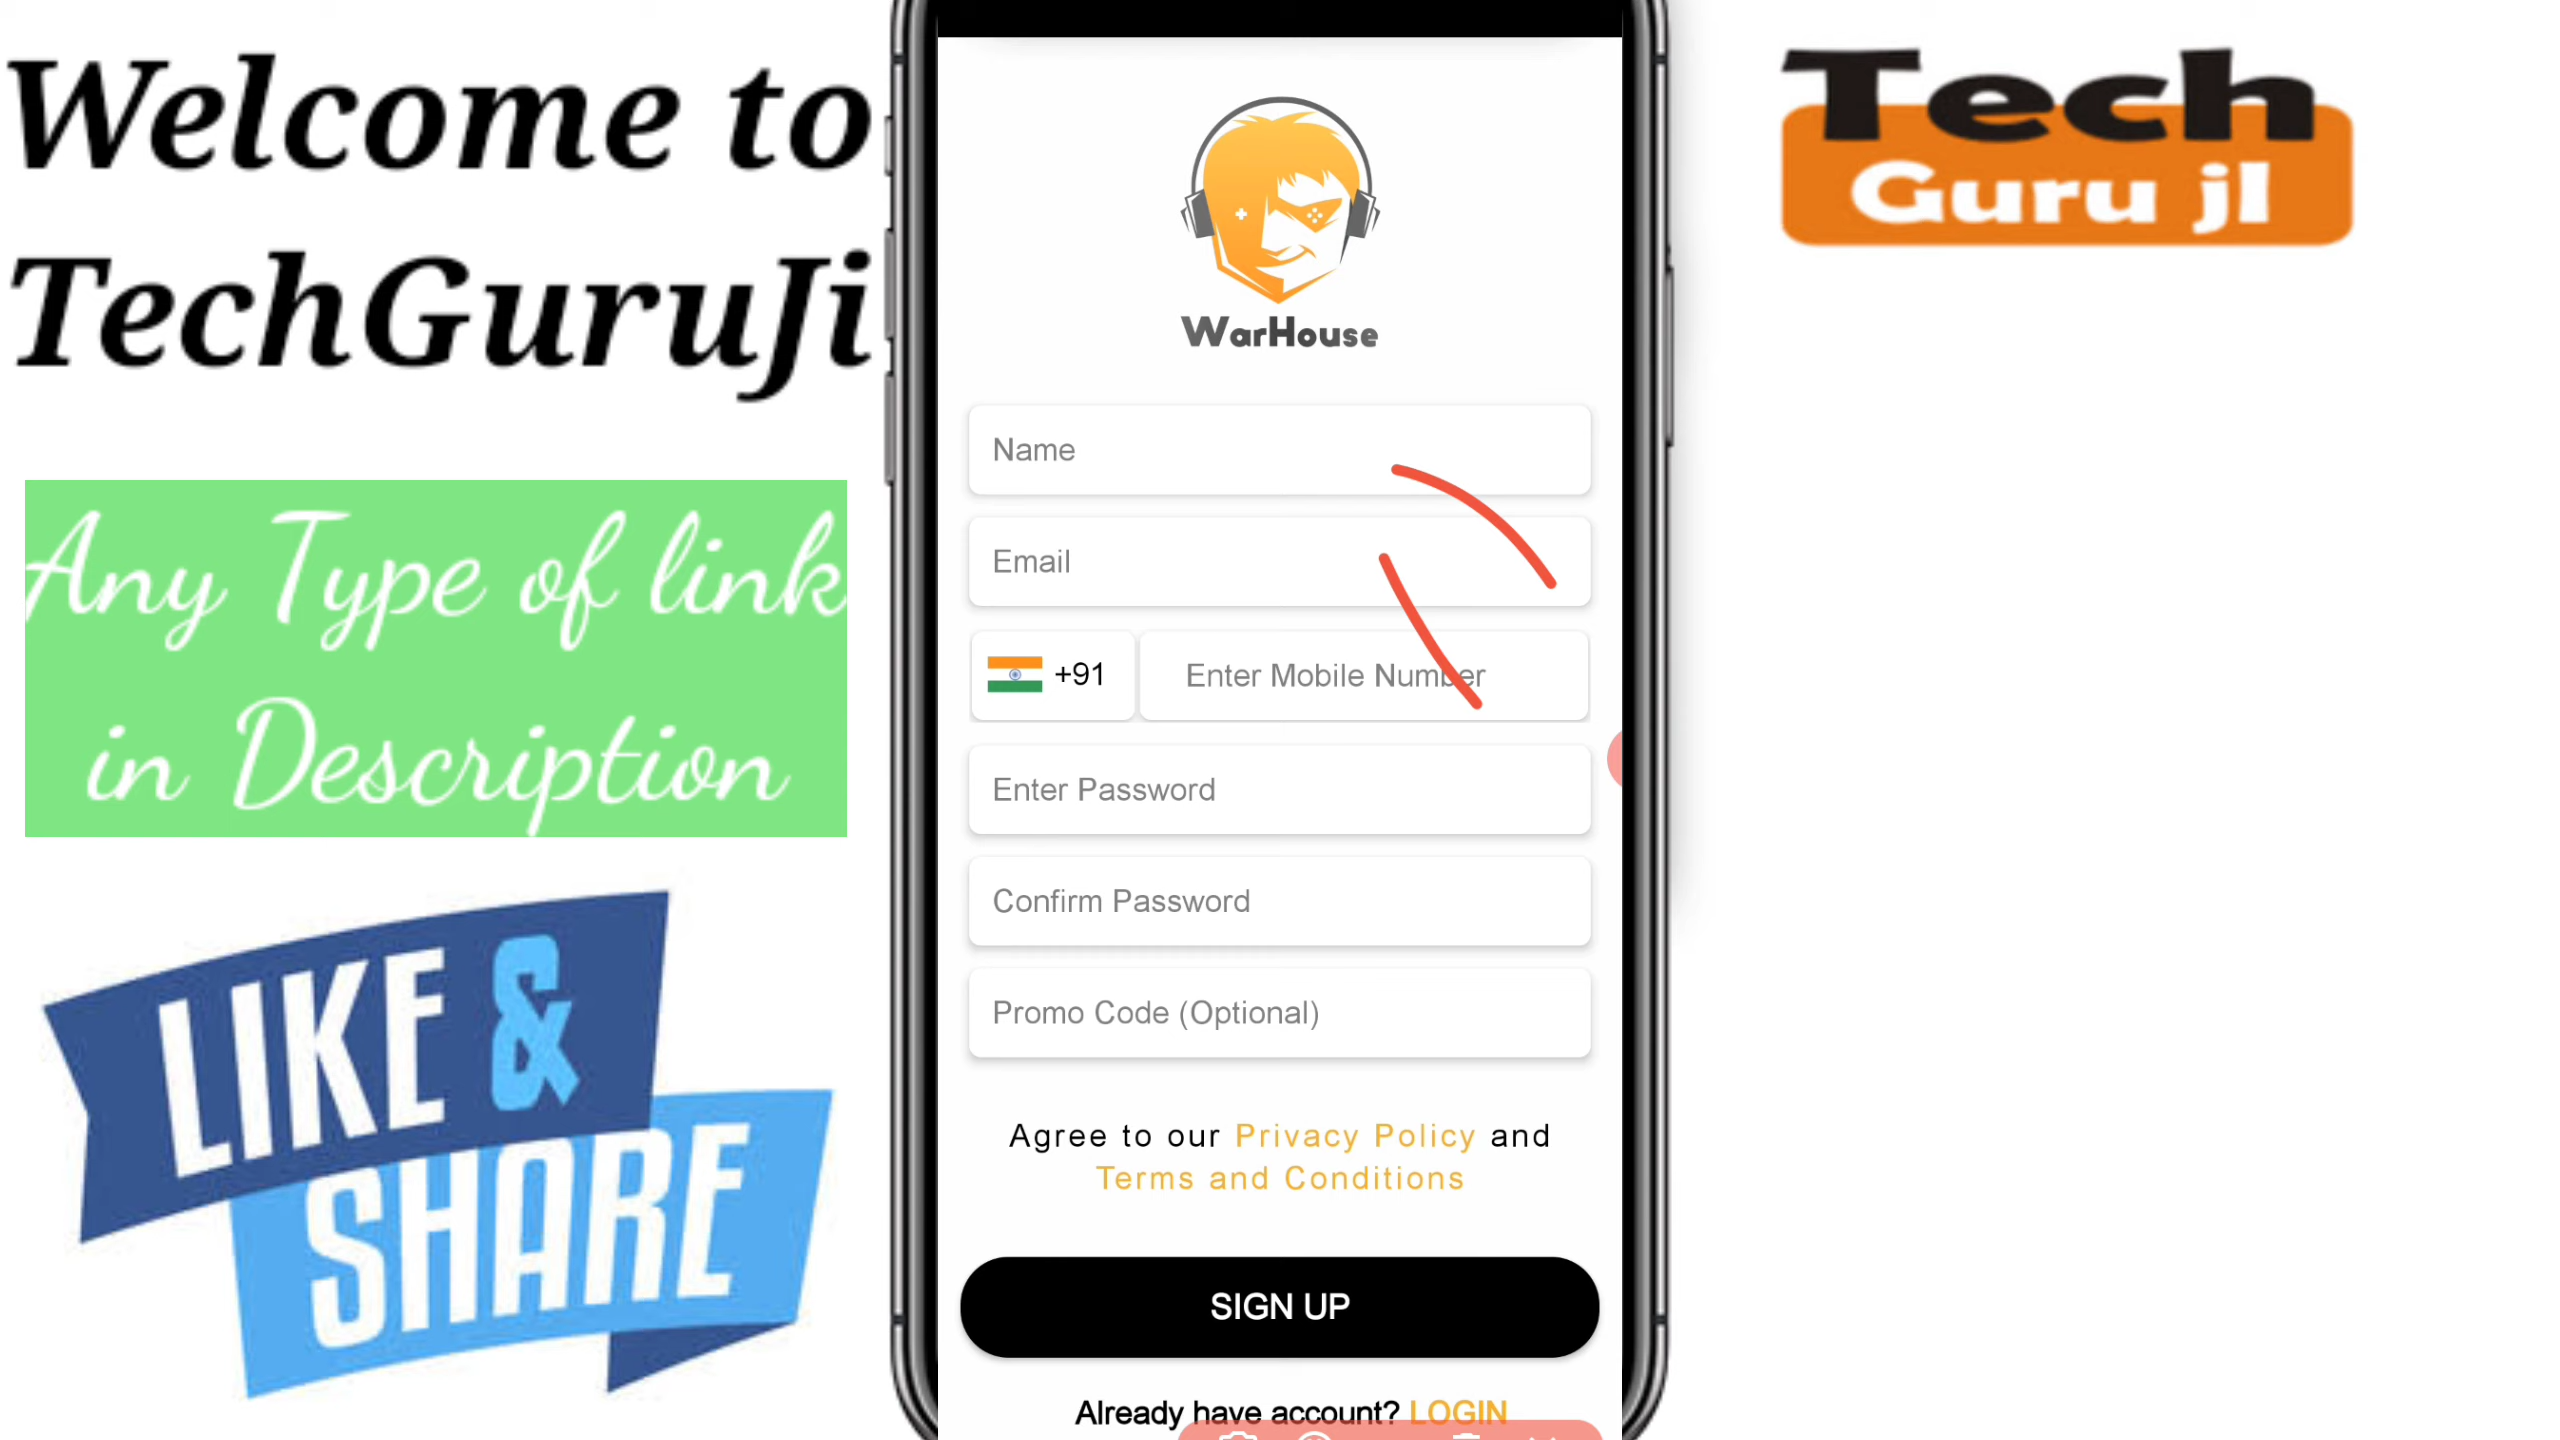 Welcome to
TechGuruJi
Any Type of link
in Description
LIKE &
SHARE
WarHouse
Name
Email
+91
Enter Mobile Number
Enter Password
Confirm Password
Promo Code (Optional)
Agree to our Privacy Policy and
Terms and Conditions
SIGN UP
Already have account? LOGIN
Tech
Guru jI